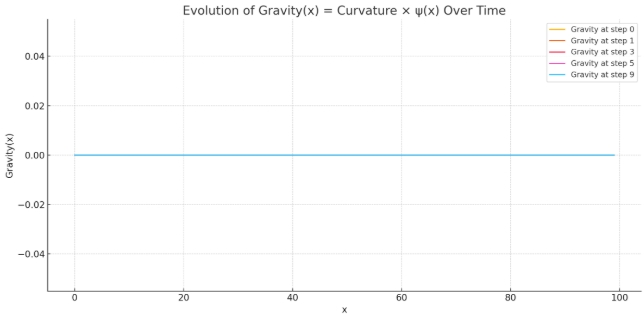 Evolution of Gravity(x) = Curvature × ψ(x) Over Time
Gravity at step 0
Gravity at step 1
Gravity at step 3
Gravity at step 5
Gravity at step 9
0.04
0.02
0.00
−0.02
−0.04
Gravity(x)
0 20 40 60 80 100
x